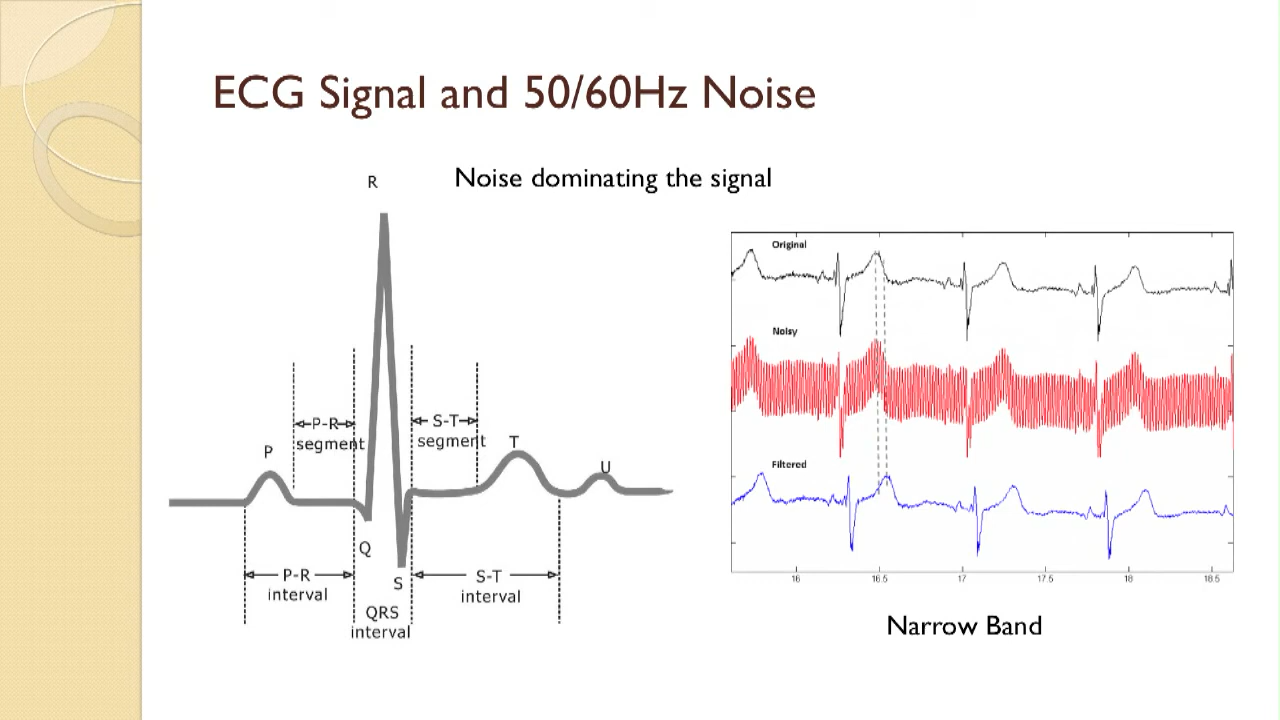 ECG Signal and 50/60Hz Noise
Noise dominating the signal
R
P-R
segment
S-T
segment
P
T
U
Q
S
P-R
interval
QRS
interval
S-T
interval
Original
Noisy
Filtered
16 16.5 17 17.5 18 18.5
Narrow Band